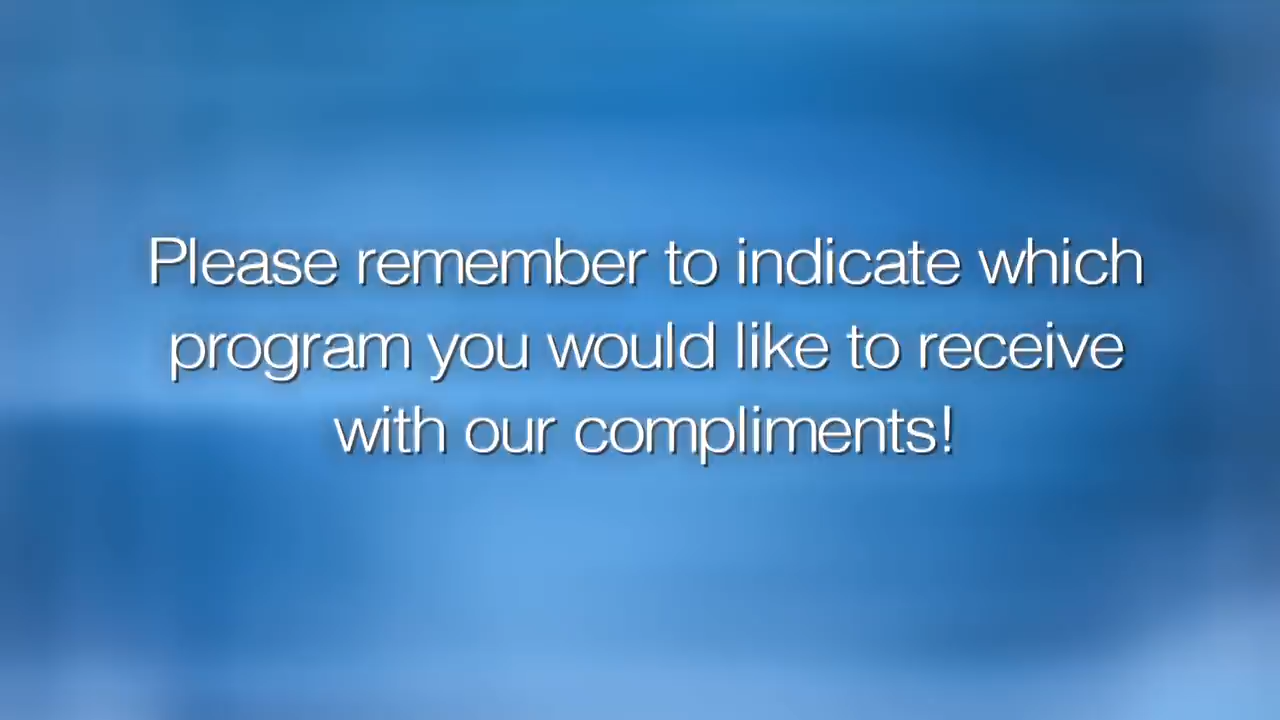 Please remember to indicate which
program you would like to receive
with our compliments!